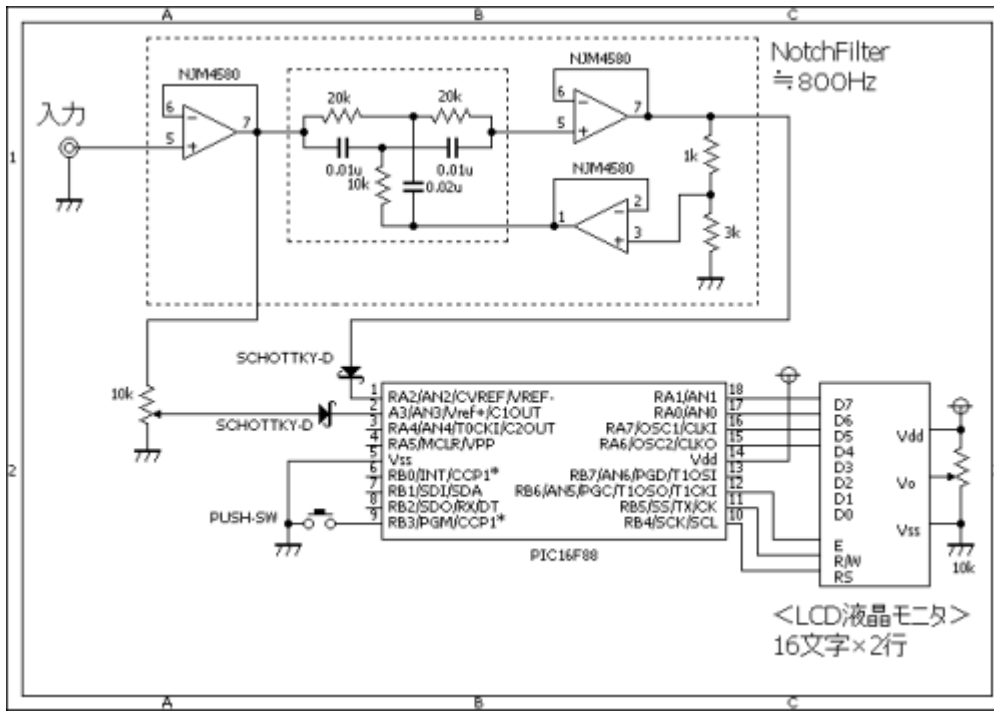 A B C
NotchFilter
≒800Hz
NJM4580
NJM4580
入力
20k
20k
6
7
5
6
7
5
1
1k
0.01u
0.01u
10k
0.02u
NJM4580
2
1
3
3k
SCHOTTKY-D
10k
SCHOTTKY-D
1 RA2/AN2/CVREF/VREF-
2 A3/AN3/Vref+/C1OUT
3 RA4/AN4/T0CKI/C2OUT
4 RA5/MCLR/VPP
5 Vss
6 RB0/INT/CCP1*
7 RB1/SDI/SDA
8 RB2/SDO/RX/DT
9 RB3/PGM/CCP1*
RA1/AN1 18
RA0/AN0 17
RA7/OSC1/CLKI 16
RA6/OSC2/CLKO 15
Vdd 14
RB7/AN6/PGD/T1OSI 13
RB6/AN5/PGC/T1OSO/T1CKI 12
RB5/SS/TX/CK 11
RB4/SCK/SCL 10
PIC16F88
PUSH-SW
2
D7
D6
D5
D4
D3
D2
D1
D0
E
R/W
RS
Vdd
Vo
Vss
10k
<LCD液晶モニタ>
16文字×2行
A B C